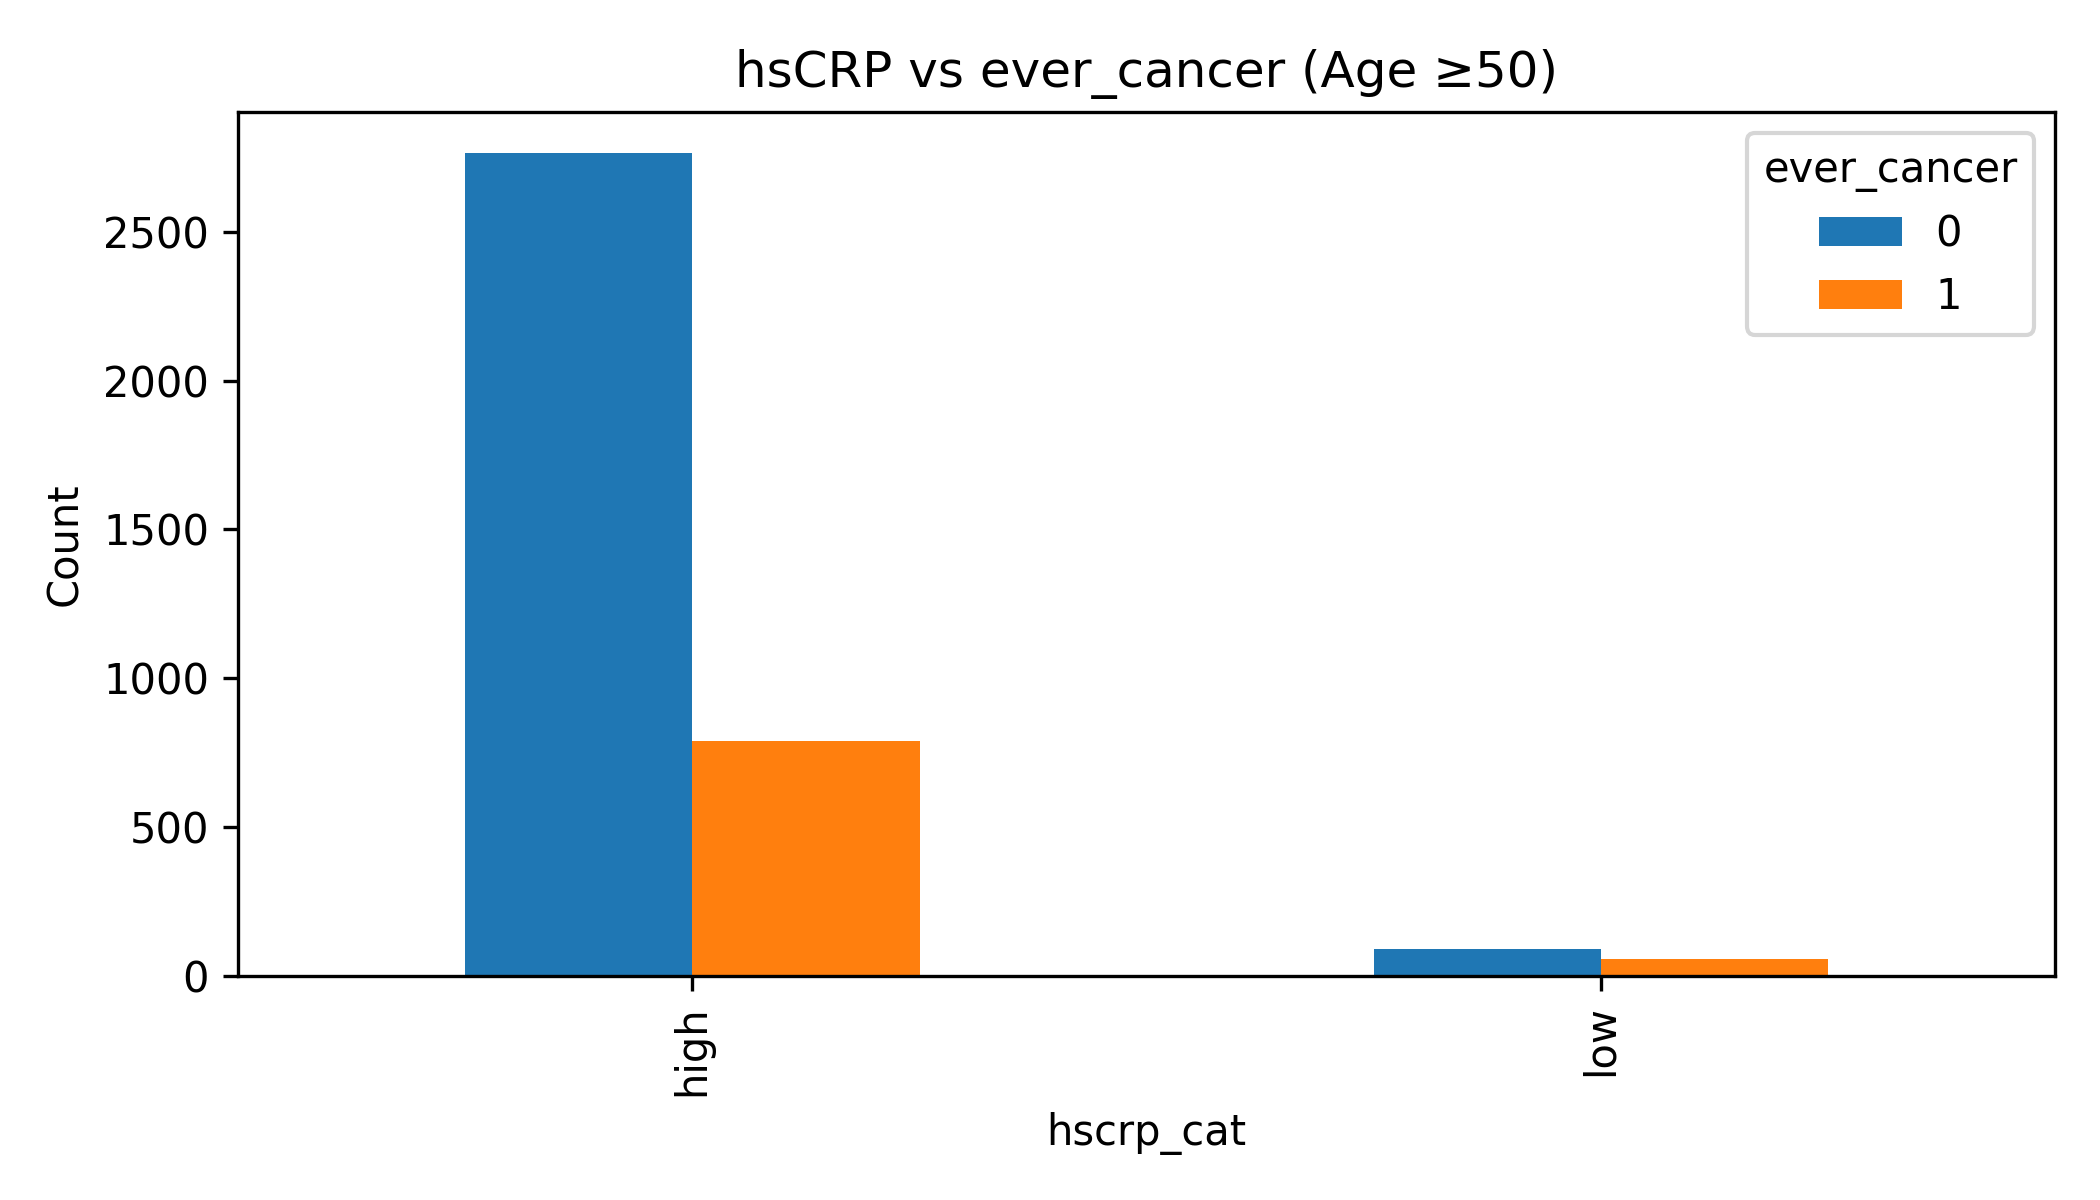 hsCRP vs ever_cancer (Age ≥50)
ever_cancer
0
1
2500
2000
1500
1000
500
0
Count
high
low
hscrp_cat